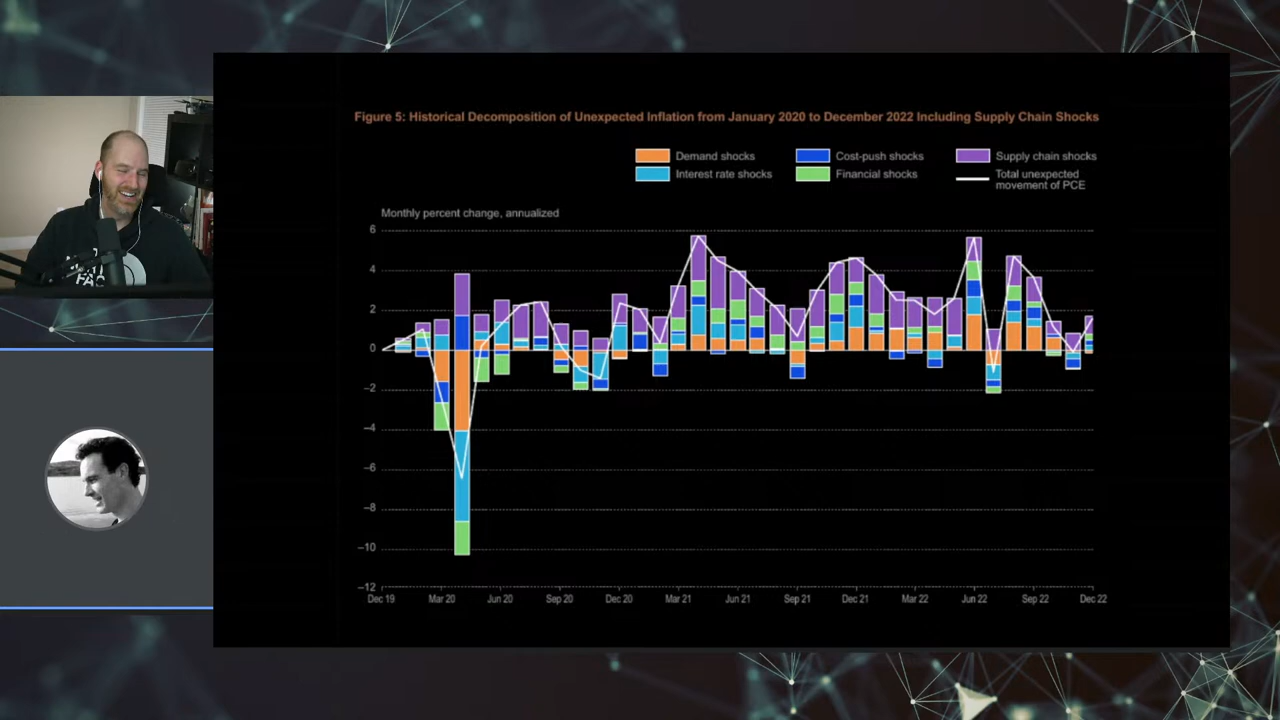 Figure 5: Historical Decomposition of Unexpected Inflation from January 2020 to December 2022 Including Supply Chain Shocks
Demand shocks
Cost-push shocks
Supply chain shocks
Interest rate shocks
Financial shocks
Total unexpected
movement of PCE
Monthly percent change, annualized
6
4
2
0
−2
−4
−6
−8
−10
−12
Dec 19
Mar 20
Jun 20
Sep 20
Dec 20
Mar 21
Jun 21
Sep 21
Dec 21
Mar 22
Jun 22
Sep 22
Dec 22